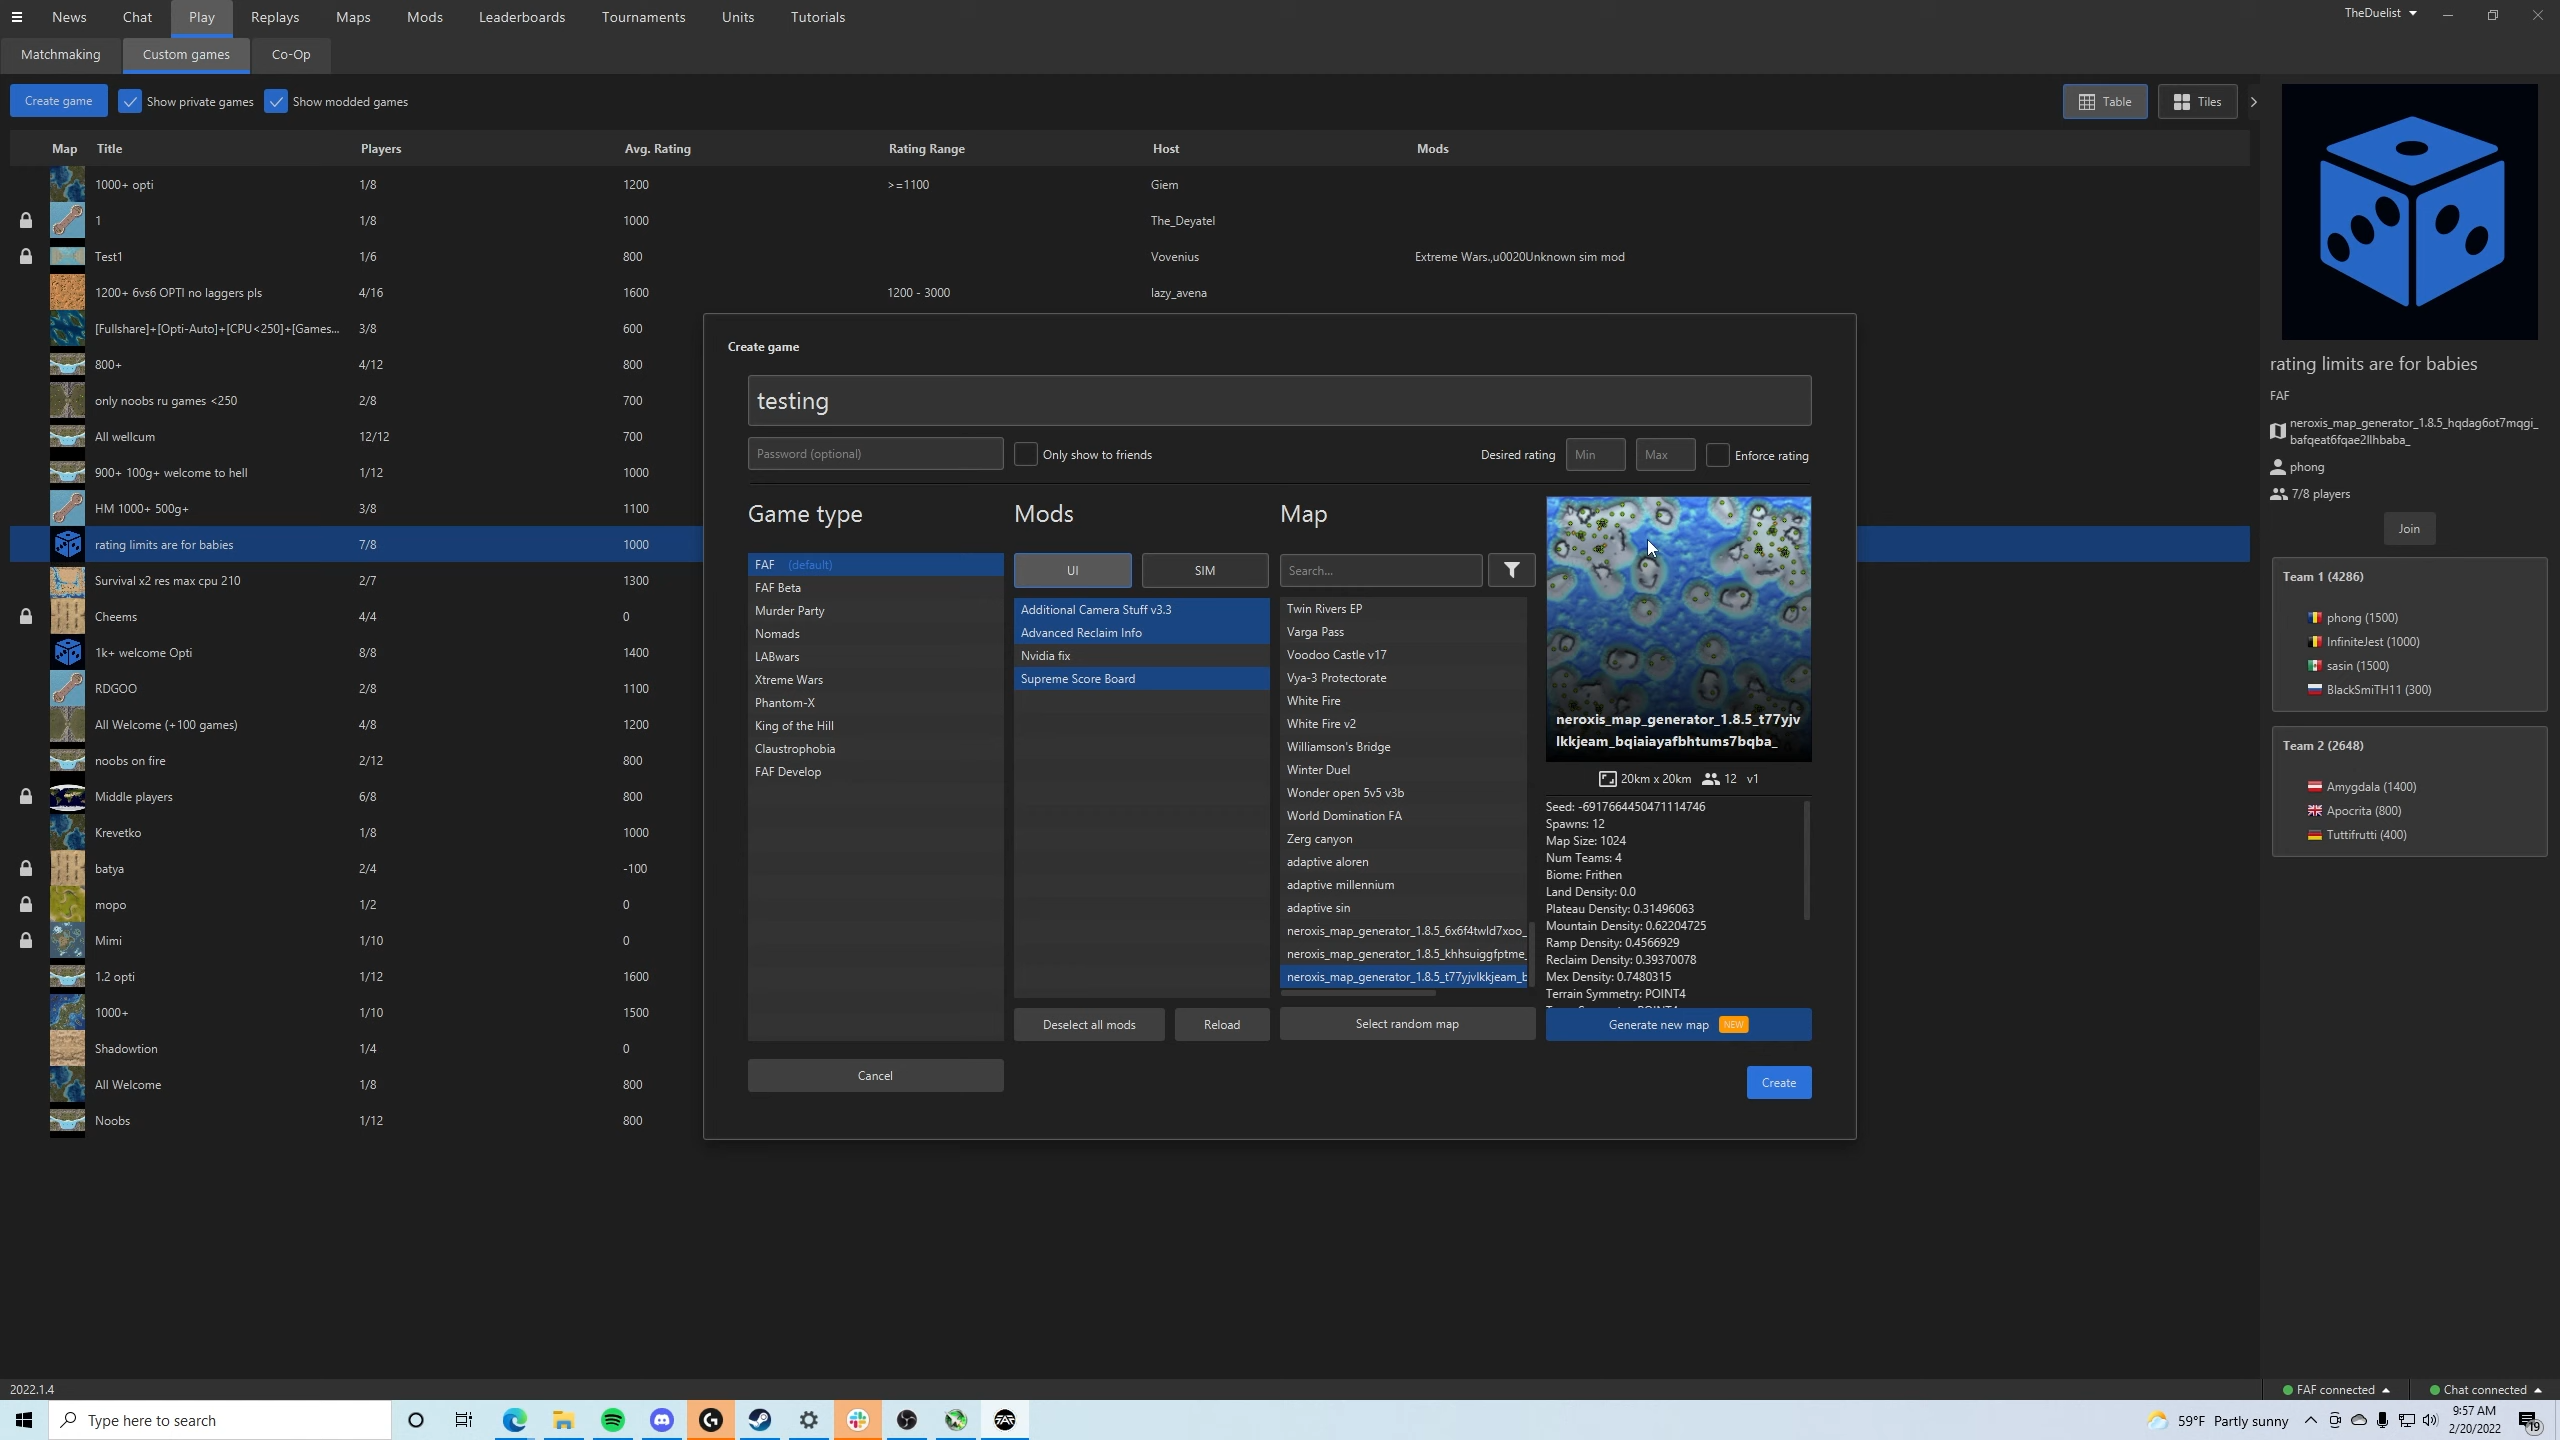 News Chat Play Replays Maps Mods Leaderboards Tournaments Units Tutorials TheDuelist
Matchmaking Custom games Co-Op
Create game Show private games Show modded games Table Tiles
Map Title Players Avg. Rating Rating Range Host Mods
1000+ opti 1/8 1200 >=1100 Giem
1 1/8 1000 The_Deyatel
Test1 1/6 800 Vovenius Extreme Wars.,u0020Unknown sim mod
1200+ 6vs6 OPTI no laggers pls 4/16 1600 1200 - 3000 lazy_avena
[Fullshare]+[Opti-Auto]+[CPU<250]+[Games... 3/8 600
800+ 4/12 800
only noobs ru games <250 2/8 700
All wellcum 12/12 700
900+ 100g+ welcome to hell 1/12 1000
HM 1000+ 500g+ 3/8 1100
rating limits are for babies 7/8 1000
Survival x2 res max cpu 210 2/7 1300
Cheems 4/4 0
1k+ welcome Opti 8/8 1400
RDGOO 2/8 1100
All Welcome (+100 games) 4/8 1200
noobs on fire 2/12 800
Middle players 6/8 800
Krevetko 1/8 1000
batya 2/4 -100
mopo 1/2 0
Mimi 1/10 0
1.2 opti 1/12 1600
1000+ 1/10 1500
Shadowtion 1/4 0
All Welcome 1/8 800
Noobs 1/12 800
Create game
testing
Password (optional) Only show to friends Desired rating Min Max Enforce rating
Game type
FAF (default)
FAF Beta
Murder Party
Nomads
LABwars
Xtreme Wars
Phantom-X
King of the Hill
Claustrophobia
FAF Develop
Cancel
Mods
UI SIM
Additional Camera Stuff v3.3
Advanced Reclaim Info
Nvidia fix
Supreme Score Board
Deselect all mods Reload
Map
Search...
Twin Rivers EP
Varga Pass
Voodoo Castle v17
Vya-3 Protectorate
White Fire
White Fire v2
Williamson's Bridge
Winter Duel
Wonder open 5v5 v3b
World Domination FA
Zerg canyon
adaptive aloren
adaptive millennium
adaptive sin
neroxis_map_generator_1.8.5_6x6f4twld7xoo_
neroxis_map_generator_1.8.5_khhsuiggfptme_
neroxis_map_generator_1.8.5_t77yjvlkkjeam_b
Select random map
neroxis_map_generator_1.8.5_t77yjv
lkkjeam_bqiaiayafbhtums7bqba_
20km x 20km 12 v1
Seed: -6917664450471114746
Spawns: 12
Map Size: 1024
Num Teams: 4
Biome: Frithen
Land Density: 0.0
Plateau Density: 0.31496063
Mountain Density: 0.62204725
Ramp Density: 0.4566929
Reclaim Density: 0.39370078
Mex Density: 0.7480315
Terrain Symmetry: POINT4
Generate new map NEW
Create
rating limits are for babies
FAF
neroxis_map_generator_1.8.5_hqdag6ot7mqgi_
bafqeat6fqae2llhbaba_
phong
7/8 players
Join
Team 1 (4286)
phong (1500)
InfiniteJest (1000)
sasin (1500)
BlackSmiTH11 (300)
Team 2 (2648)
Amygdala (1400)
Apocrita (800)
Tuttifrutti (400)
2022.1.4 FAF connected Chat connected
Type here to search 59°F Partly sunny 9:57 AM
2/20/2022 19